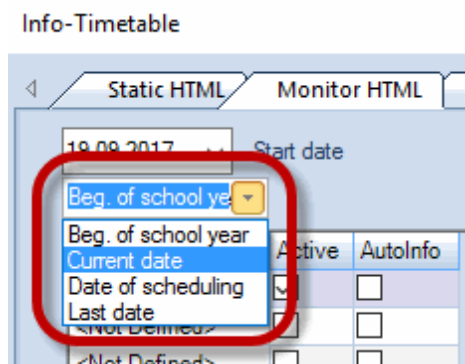 Info-Timetable
Static HTML Monitor HTML
19.09.2017 Start date
Beg. of school ye
Beg. of school year
Current date Active AutoInfo
Date of scheduling
Last date
<Not Defined>
<Not Defined>